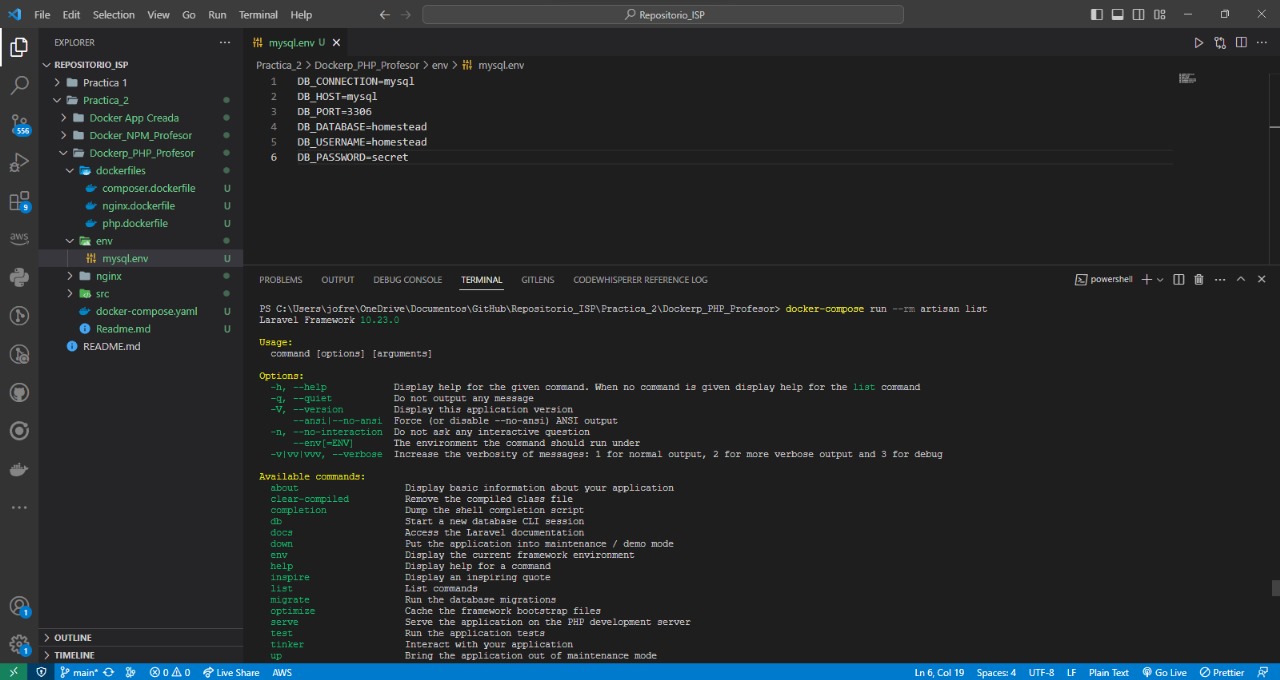 File Edit Selection View Go Run Terminal Help
Repositorio_ISP
EXPLORER
mysql.env U
REPOSITORIO_ISP
Practica_2 > Dockerp_PHP_Profesor > env > mysql.env
Practica 1
Practica_2
Docker App Creada
Docker_NPM_Profesor
Dockerp_PHP_Profesor
dockerfiles
composer.dockerfile U
nginx.dockerfile U
php.dockerfile U
env
mysql.env U
nginx
src
docker-compose.yaml U
Readme.md U
README.md
OUTLINE
TIMELINE
556
9
aws
1
1
1 DB_CONNECTION=mysql
2 DB_HOST=mysql
3 DB_PORT=3306
4 DB_DATABASE=homestead
5 DB_USERNAME=homestead
6 DB_PASSWORD=secret
PROBLEMS OUTPUT DEBUG CONSOLE TERMINAL GITLENS CODEWHISPERER REFERENCE LOG
powershell
PS C:\Users\jofre\OneDrive\Documentos\GitHub\Repositorio_ISP\Practica_2\Dockerp_PHP_Profesor> docker-compose run --rm artisan list
Laravel Framework 10.23.0
Usage:
command [options] [arguments]
Options:
-h, --help Display help for the given command. When no command is given display help for the list command
-q, --quiet Do not output any message
-V, --version Display this application version
--ansi|--no-ansi Force (or disable --no-ansi) ANSI output
-n, --no-interaction Do not ask any interactive question
--env[=ENV] The environment the command should run under
-v|vv|vvv, --verbose Increase the verbosity of messages: 1 for normal output, 2 for more verbose output and 3 for debug
Available commands:
about Display basic information about your application
clear-compiled Remove the compiled class file
completion Dump the shell completion script
db Start a new database CLI session
docs Access the Laravel documentation
down Put the application into maintenance / demo mode
env Display the current framework environment
help Display help for a command
inspire Display an inspiring quote
list List commands
migrate Run the database migrations
optimize Cache the framework bootstrap files
serve Serve the application on the PHP development server
test Run the application tests
tinker Interact with your application
up Bring the application out of maintenance mode
main* 0 0 Live Share AWS
Ln 6, Col 19 Spaces: 4 UTF-8 LF Plain Text Go Live Prettier